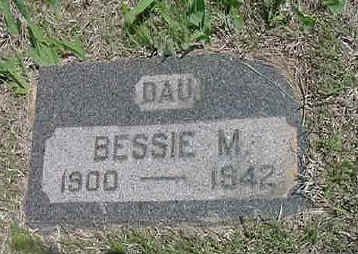 DAU
BESSIE M.
1900 — 1942